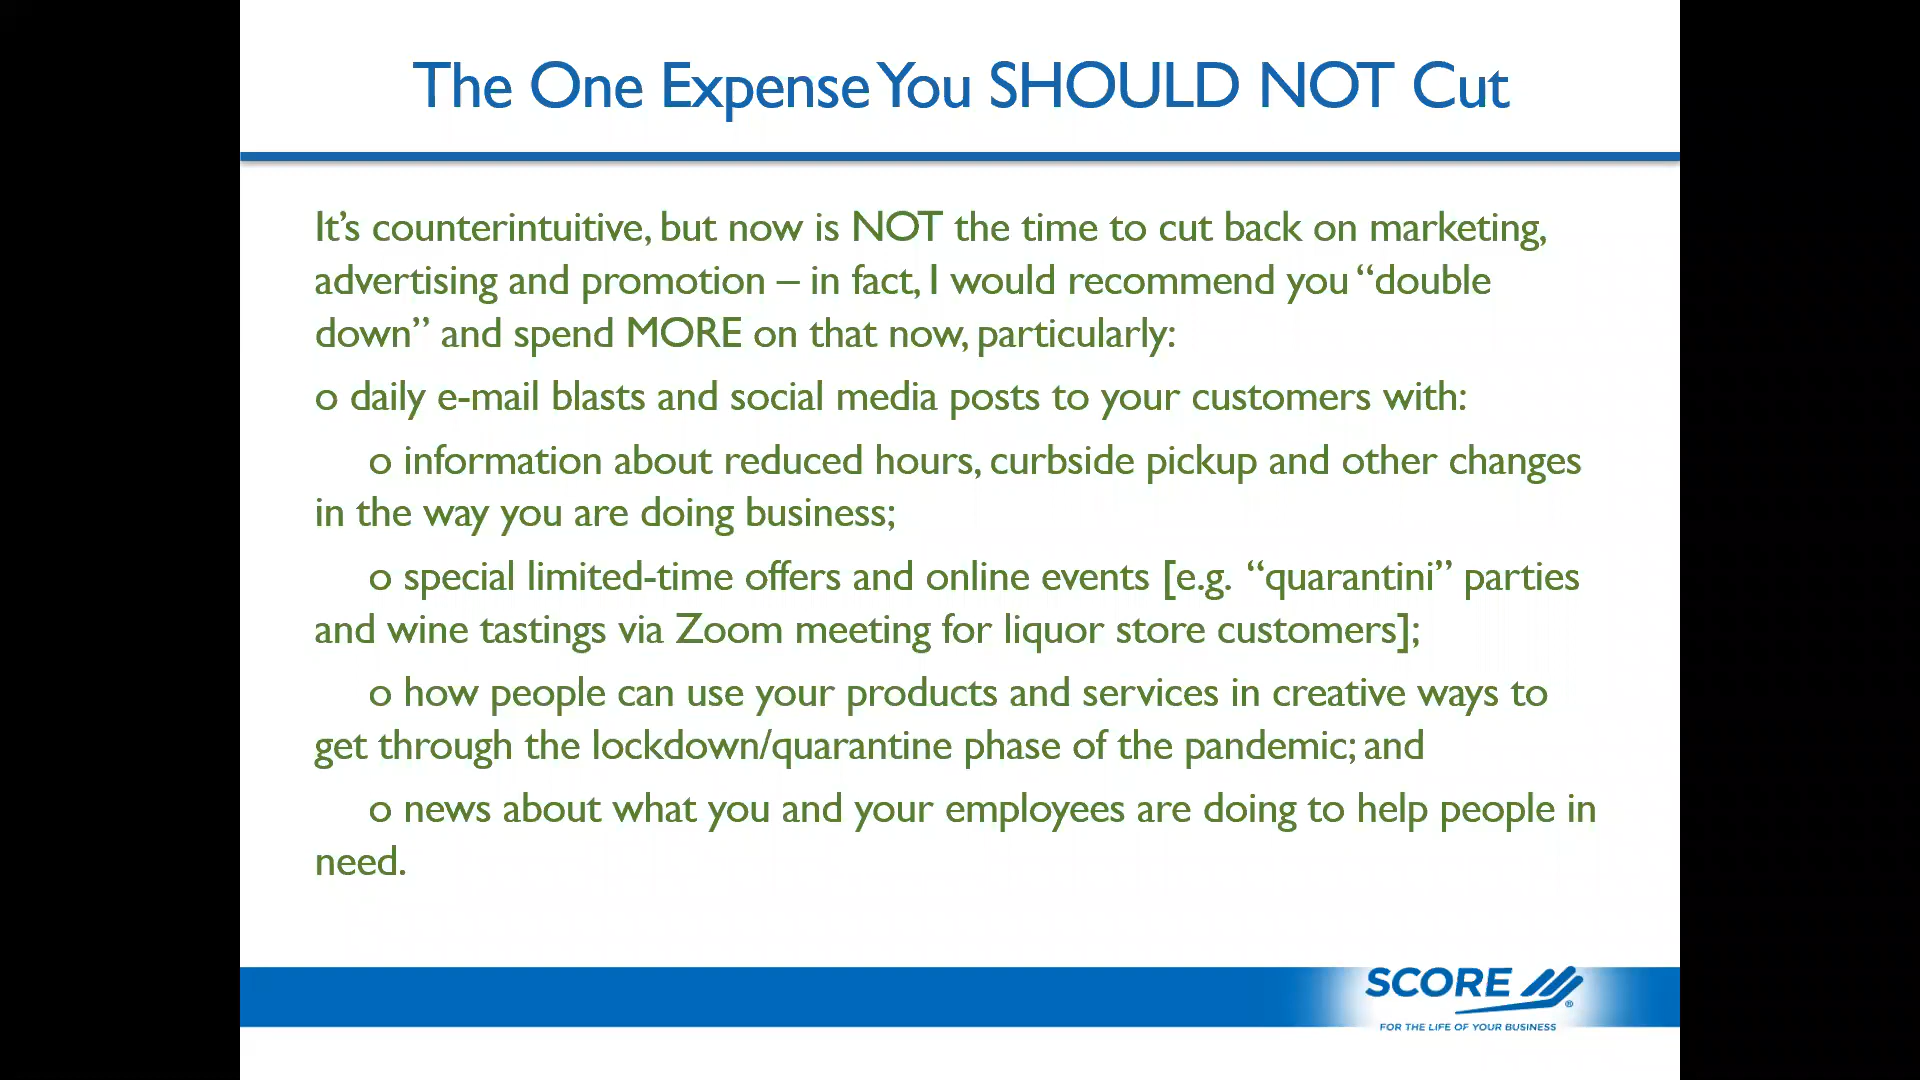 The One Expense You SHOULD NOT Cut
It’s counterintuitive, but now is NOT the time to cut back on marketing,
advertising and promotion – in fact, I would recommend you “double
down” and spend MORE on that now, particularly:
o daily e-mail blasts and social media posts to your customers with:
o information about reduced hours, curbside pickup and other changes
in the way you are doing business;
o special limited-time offers and online events [e.g. “quarantini” parties
and wine tastings via Zoom meeting for liquor store customers];
o how people can use your products and services in creative ways to
get through the lockdown/quarantine phase of the pandemic; and
o news about what you and your employees are doing to help people in
need.
SCORE ®
FOR THE LIFE OF YOUR BUSINESS